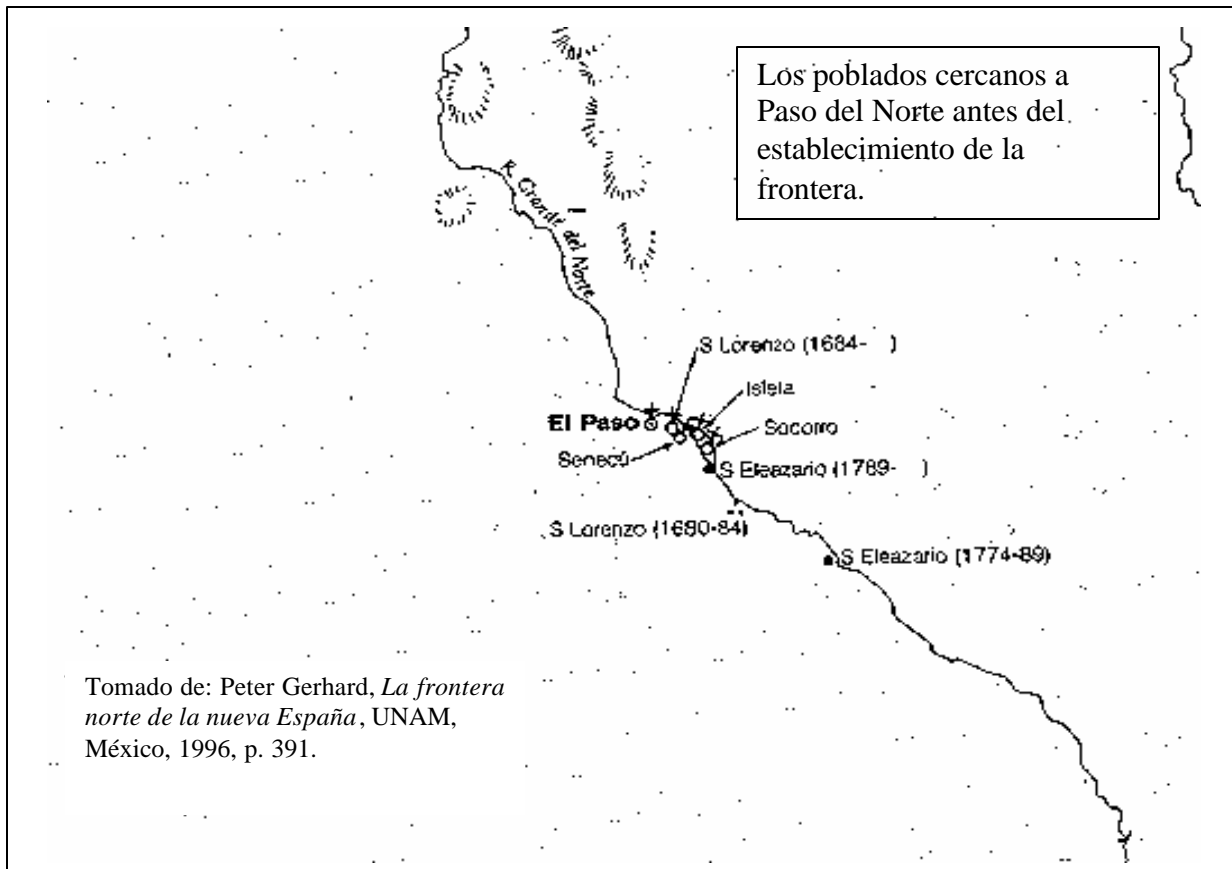 Los poblados cercanos a
Paso del Norte antes del
establecimiento de la
frontera.
R. Grande del Norte
S Lorenzo (1684- )
Isleta
El Paso
Socorro
Senecú
S Eleazario (1789- )
S Lorenzo (1680-84)
S Eleazario (1774-89)
Tomado de: Peter Gerhard, La frontera
norte de la nueva España, UNAM,
México, 1996, p. 391.